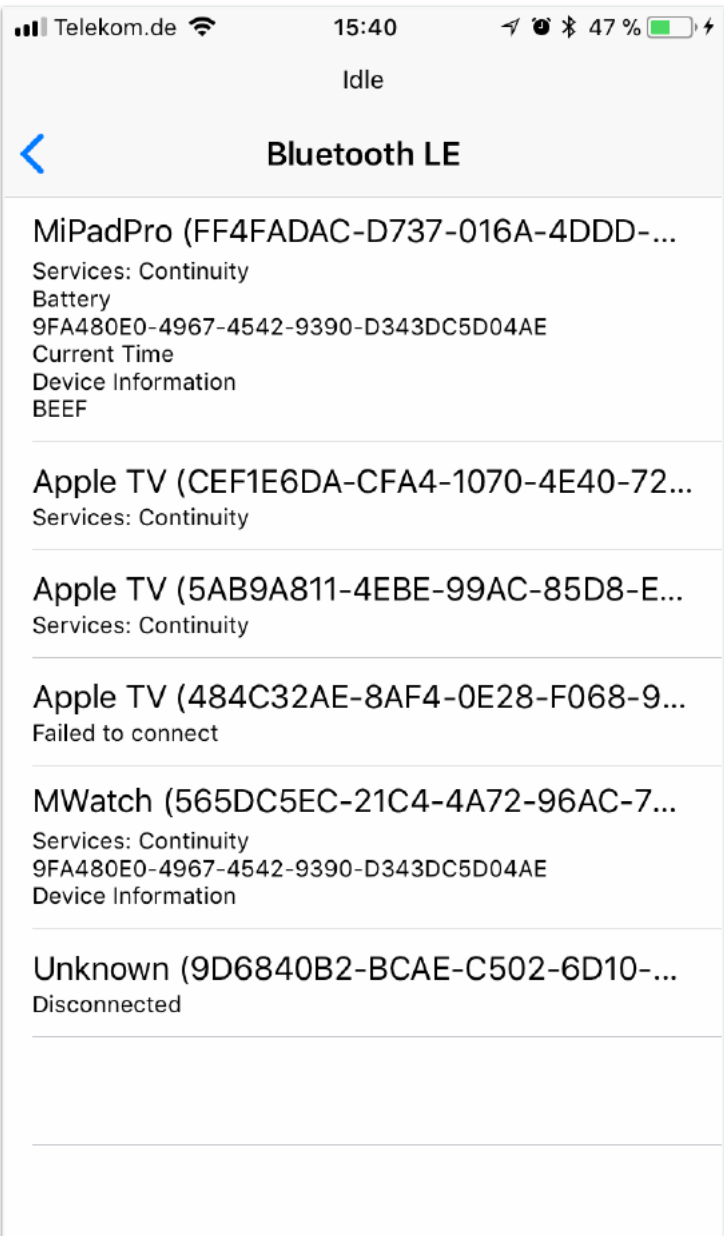 Telekom.de 15:40 47 %
Idle
Bluetooth LE
MiPadPro (FF4FADAC-D737-016A-4DDD-...
Services: Continuity
Battery
9FA480E0-4967-4542-9390-D343DC5D04AE
Current Time
Device Information
BEEF
Apple TV (CEF1E6DA-CFA4-1070-4E40-72...
Services: Continuity
Apple TV (5AB9A811-4EBE-99AC-85D8-E...
Services: Continuity
Apple TV (484C32AE-8AF4-0E28-F068-9...
Failed to connect
MWatch (565DC5EC-21C4-4A72-96AC-7...
Services: Continuity
9FA480E0-4967-4542-9390-D343DC5D04AE
Device Information
Unknown (9D6840B2-BCAE-C502-6D10-...
Disconnected